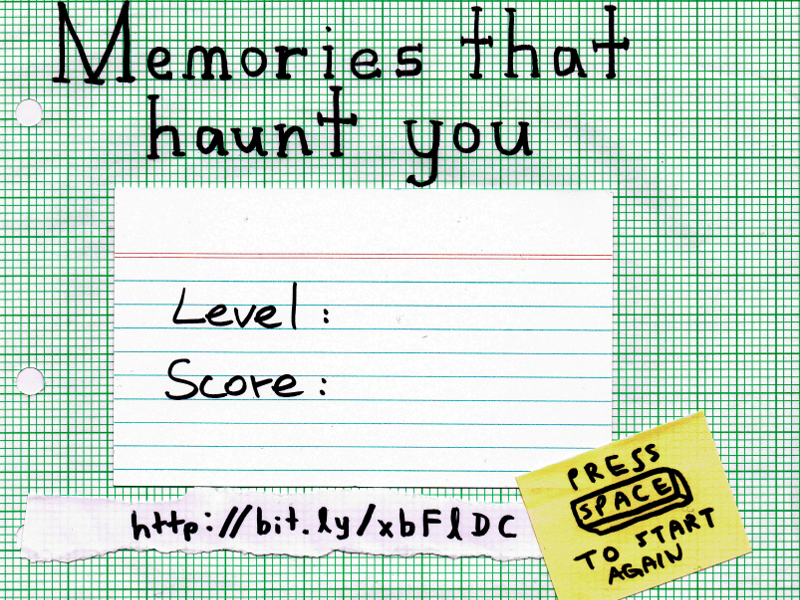 Memories that
haunt you
Level:
Score:
http://bit.ly/xbFlDC
PRESS
SPACE
TO START
AGAIN